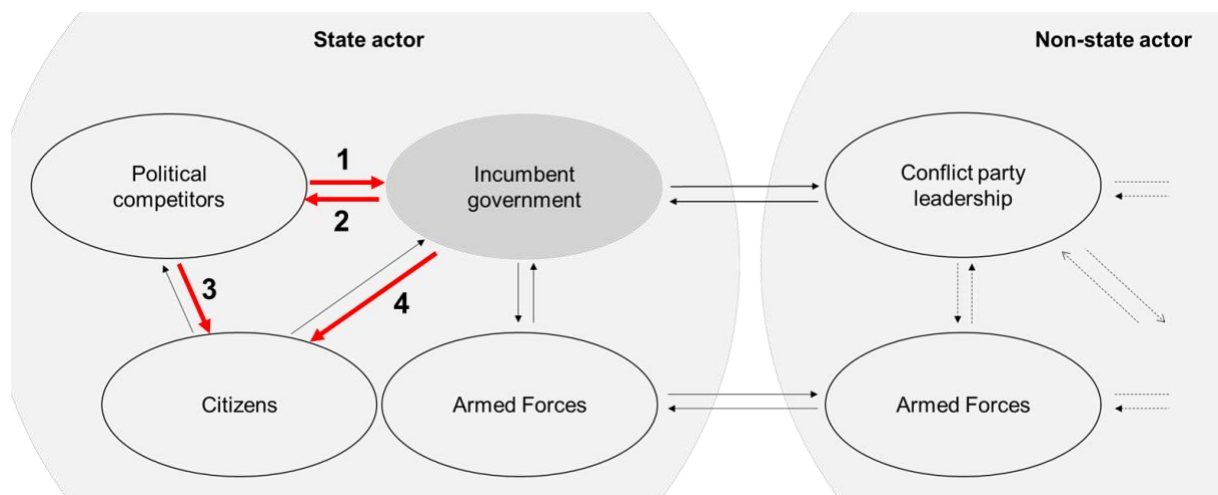 State actor
Non-state actor
Political
competitors
1
2
Incumbent
government
Conflict party
leadership
3
4
Citizens
Armed Forces
Armed Forces